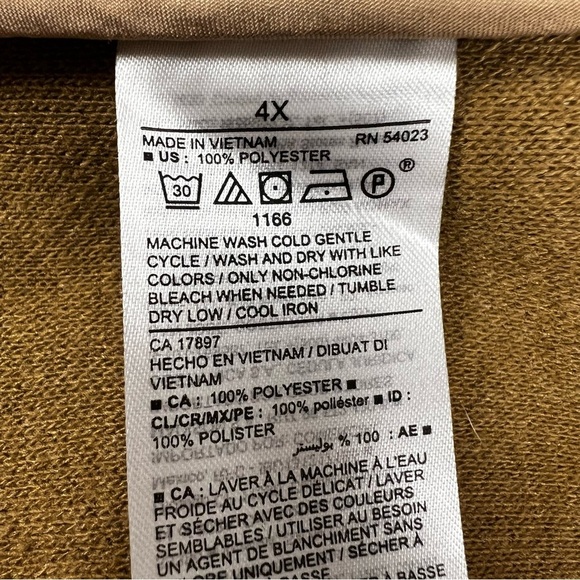 4X
MADE IN VIETNAM RN 54023
■ US : 100% POLYESTER
30 P ®
1166
MACHINE WASH COLD GENTLE
CYCLE / WASH AND DRY WITH LIKE
COLORS / ONLY NON-CHLORINE
BLEACH WHEN NEEDED / TUMBLE
DRY LOW / COOL IRON
CA 17897
HECHO EN VIETNAM / DIBUAT DI
VIETNAM
■ CA : 100% POLYESTER ■
CL/CR/MX/PE : 100% poliéster ■ ID :
100% POLISTER
■ AE : 100 % بوليستر
■ CA : LAVER À LA MACHINE À L'EAU
FROIDE AU CYCLE DÉLICAT / LAVER
ET SÉCHER AVEC DES COULEURS
SEMBLABLES / UTILISER AU BESOIN
UN AGENT DE BLANCHIMENT SANS
UNIQUEMENT / SÉCHER À
BASSE